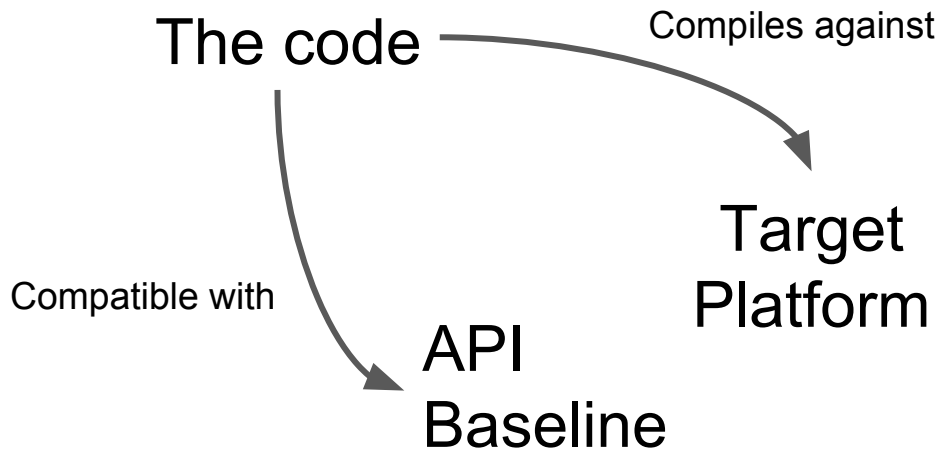 The code
Compiles against
Target
Platform
Compatible with
API
Baseline